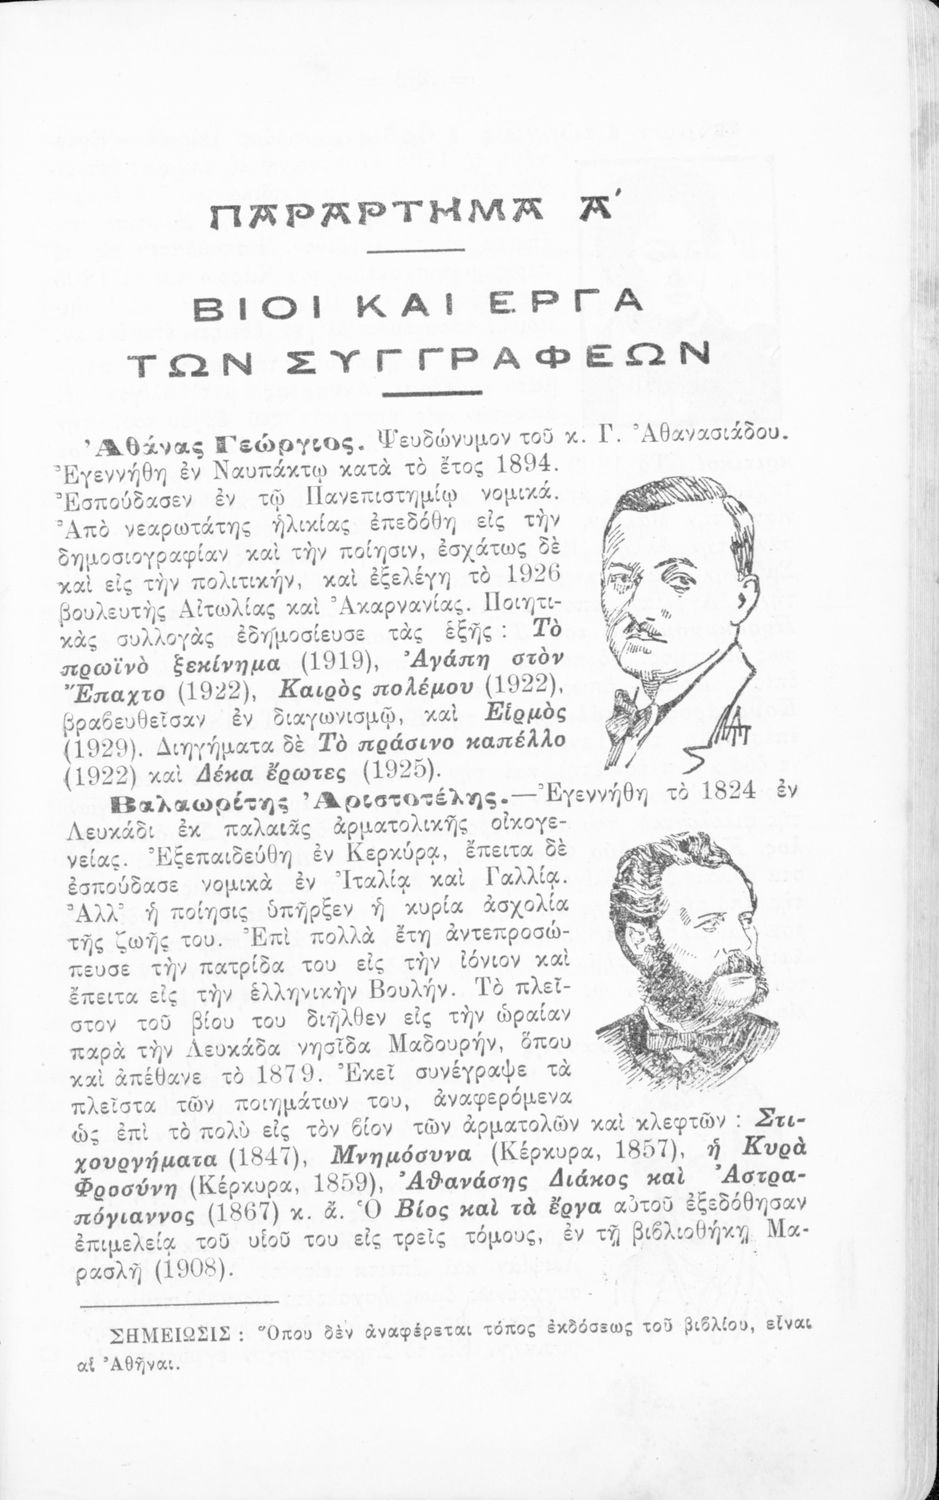 ΠΑΡΑΡΤΗΜΑ Α′
ΒΙΟΙ ΚΑΙ ΕΡΓΑ
ΤΩΝ ΣΥΓΓΡΑΦΕΩΝ
Ἀθάνας Γεώργιος. Ψευδώνυμον τοῦ κ. Γ. Ἀθανασιάδου.
Ἐγεννήθη ἐν Ναυπάκτῳ κατὰ τὸ ἔτος 1894.
Ἐσπούδασεν ἐν τῷ Πανεπιστημίῳ νομικά.
Ἀπὸ νεαρωτάτης ἡλικίας ἐπεδόθη εἰς τὴν
δημοσιογραφίαν καὶ τὴν ποίησιν, ἐσχάτως δὲ
καὶ εἰς τὴν πολιτικήν, καὶ ἐξελέγη τὸ 1926
βουλευτὴς Αἰτωλίας καὶ Ἀκαρνανίας. Ποιητι-
κὰς συλλογὰς ἐδημοσίευσε τὰς ἑξῆς : Τὸ
πρωϊνὸ ξεκίνημα (1919), Ἀγάπη στὸν
Ἔπαχτο (1922), Καιρὸς πολέμου (1922),
βραβευθεῖσαν ἐν διαγωνισμῷ, καὶ Εἱρμὸς
(1929). Διηγήματα δὲ Τὸ πράσινο καπέλλο
(1922) καὶ Δέκα ἔρωτες (1925).
Βαλαωρίτης Ἀριστοτέλης.—Ἐγεννήθη τὸ 1824 ἐν
Λευκάδι ἐκ παλαιᾶς ἁρματολικῆς οἰκογε-
νείας. Ἐξεπαιδεύθη ἐν Κερκύρᾳ, ἔπειτα δὲ
ἐσπούδασε νομικὰ ἐν Ἰταλίᾳ καὶ Γαλλίᾳ.
Ἀλλ' ἡ ποίησις ὑπῆρξεν ἡ κυρία ἀσχολία
τῆς ζωῆς του. Ἐπὶ πολλὰ ἔτη ἀντεπροσώ-
πευσε τὴν πατρίδα του εἰς τὴν ἰόνιον καὶ
ἔπειτα εἰς τὴν ἑλληνικὴν Βουλήν. Τὸ πλεῖ-
στον τοῦ βίου του διῆλθεν εἰς τὴν ὡραίαν
παρὰ τὴν Λευκάδα νησῖδα Μαδουρήν, ὅπου
καὶ ἀπέθανε τὸ 1879. Ἐκεῖ συνέγραψε τὰ
πλεῖστα τῶν ποιημάτων του, ἀναφερόμενα
ὡς ἐπὶ τὸ πολὺ εἰς τὸν βίον τῶν ἁρματολῶν καὶ κλεφτῶν : Στι-
χουργήματα (1847), Μνημόσυνα (Κέρκυρα, 1857), ἡ Κυρὰ
Φροσύνη (Κέρκυρα, 1859), Ἀθανάσης Διάκος καὶ Ἀστρα-
πόγιαννος (1867) κ. ἄ. Ὁ Βίος καὶ τὰ ἔργα αὐτοῦ ἐξεδόθησαν
ἐπιμελείᾳ τοῦ υἱοῦ του εἰς τρεῖς τόμους, ἐν τῇ βιβλιοθήκῃ Μα-
ρασλῆ (1908).
ΣΗΜΕΙΩΣΙΣ : Ὅπου δὲν ἀναφέρεται τόπος ἐκδόσεως τοῦ βιβλίου, εἶναι
αἱ Ἀθῆναι.